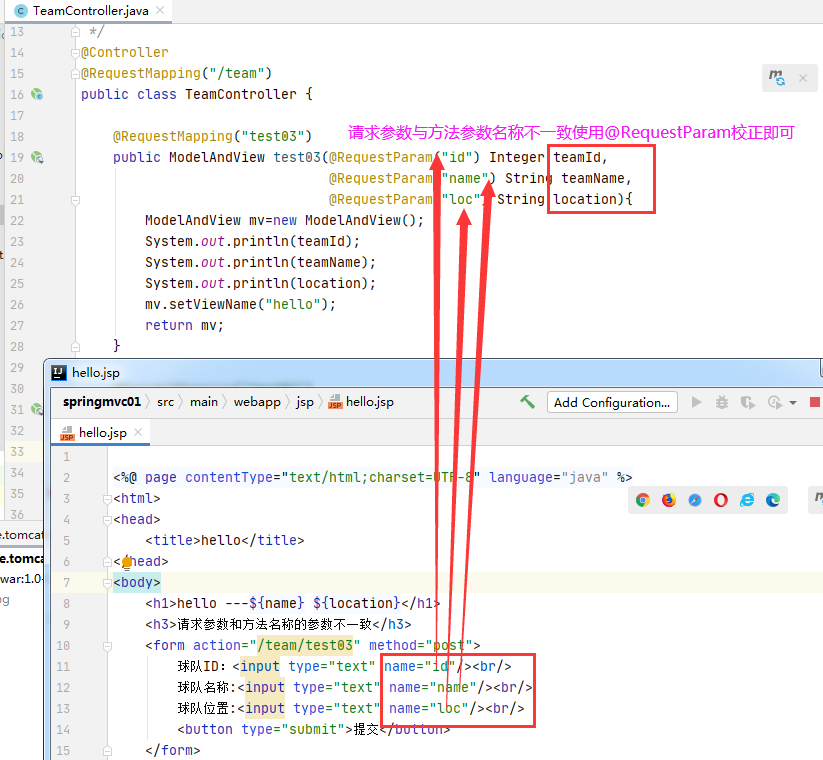 TeamController.java
13 */
14 @Controller
15 @RequestMapping("/team")
16 public class TeamController {
17
18 @RequestMapping("test03")
请求参数与方法参数名称不一致使用@RequestParam校正即可
19 public ModelAndView test03(@RequestParam("id") Integer teamId,
20 @RequestParam("name") String teamName,
21 @RequestParam("loc") String location){
22 ModelAndView mv=new ModelAndView();
23 System.out.println(teamId);
24 System.out.println(teamName);
25 System.out.println(location);
26 mv.setViewName("hello");
27 return mv;
28 }
29
30
31
32
33
34
35
36
e.tomcat
e.tomca
war:1.0-
ng
hello.jsp
springmvc01 src main webapp jsp hello.jsp
Add Configuration...
hello.jsp
1
2 <%@ page contentType="text/html;charset=UTF-8" language="java" %>
3 <html>
4 <head>
5 <title>hello</title>
6 </head>
7 <body>
8 <h1>hello ---${name} ${location}</h1>
9 <h3>请求参数和方法名称的参数不一致</h3>
10 <form action="/team/test03" method="post">
11 球队ID：<input type="text" name="id"/><br/>
12 球队名称:<input type="text" name="name"/><br/>
13 球队位置:<input type="text" name="loc"/><br/>
14 <button type="submit">提交</button>
15 </form>